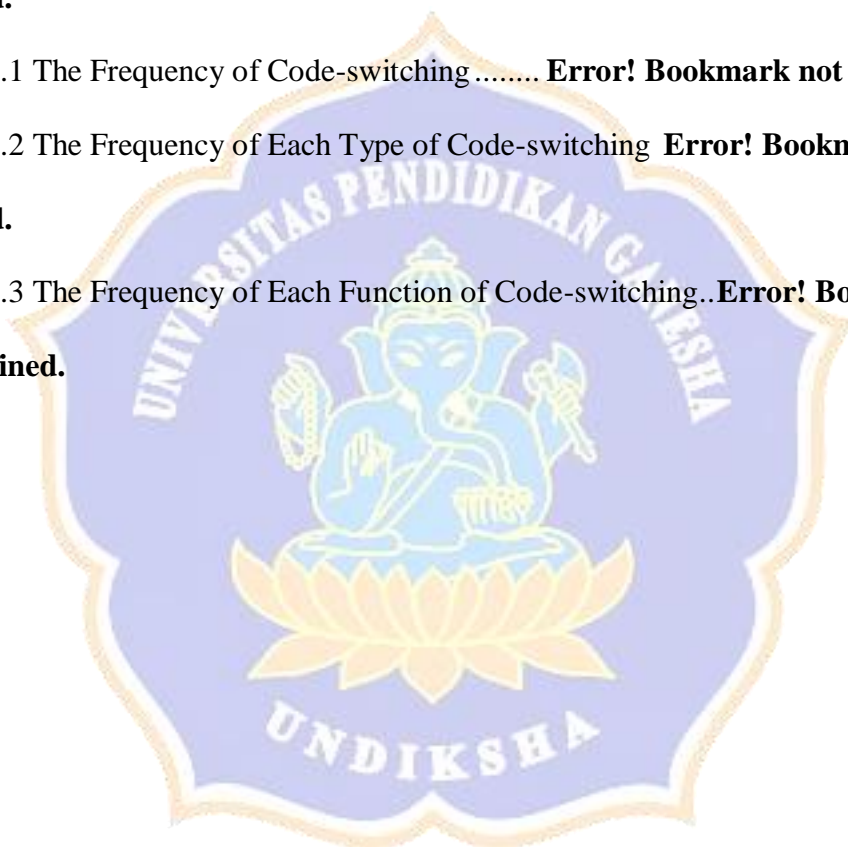 .1 The Frequency of Code-switching ........ Error! Bookmark not
.2 The Frequency of Each Type of Code-switching Error! Bookm
l.
.3 The Frequency of Each Function of Code-switching..Error! Bo
ined.
UNIVERSITAS PENDIDIKAN GANESHA
UNDIKSHA